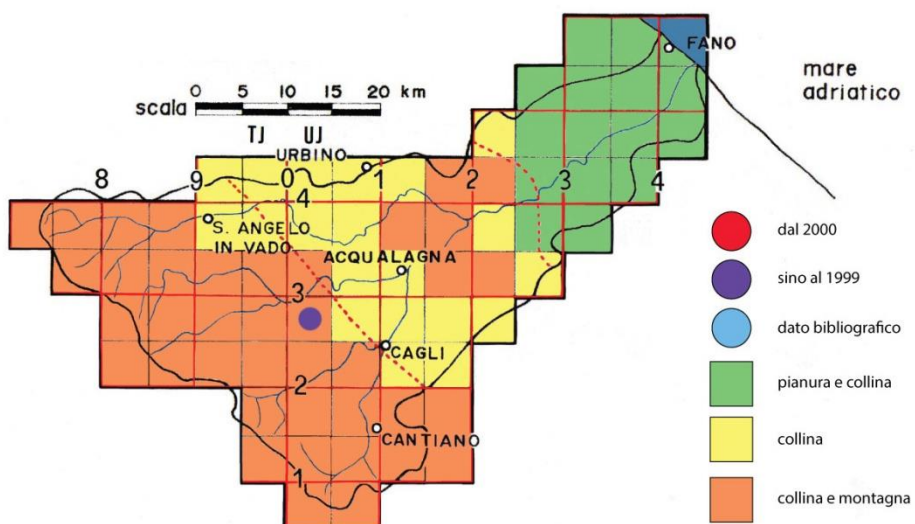 FANO
mare
adriatico
0 5 10 15 20 km
scala
TJ UJ
URBINO
8 9 0 1 2 3 4
4
S. ANGELO
IN VADO
ACQUALAGNA
3
CAGLI
2
CANTIANO
1
dal 2000
sino al 1999
dato bibliografico
pianura e collina
collina
collina e montagna